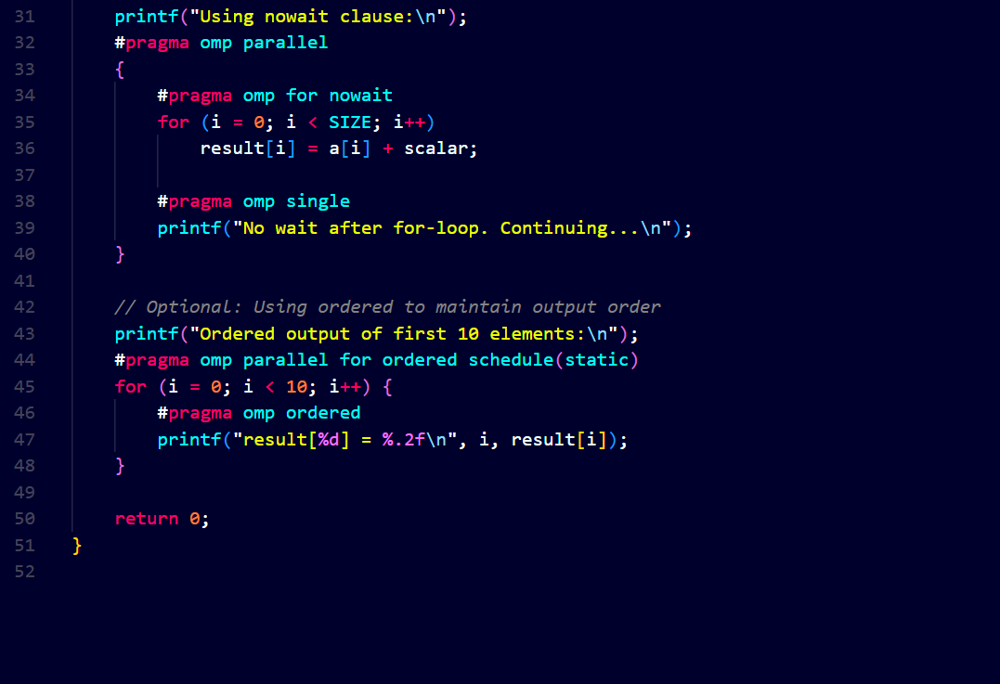 31 printf("Using nowait clause:\n");
32 #pragma omp parallel
33 {
34 #pragma omp for nowait
35 for (i = 0; i < SIZE; i++)
36 result[i] = a[i] + scalar;
37
38 #pragma omp single
39 printf("No wait after for-loop. Continuing...\n");
40 }
41
42 // Optional: Using ordered to maintain output order
43 printf("Ordered output of first 10 elements:\n");
44 #pragma omp parallel for ordered schedule(static)
45 for (i = 0; i < 10; i++) {
46 #pragma omp ordered
47 printf("result[%d] = %.2f\n", i, result[i]);
48 }
49
50 return 0;
51 }
52